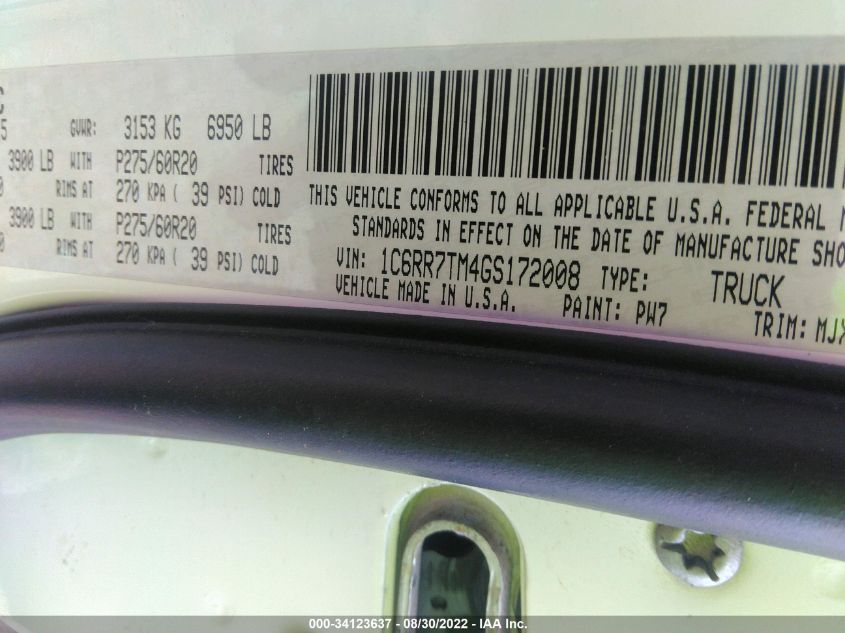 GVWR: 3153 KG 6950 LB
3900 LB WITH P275/60R20 TIRES
RIMS AT 270 KPA ( 39 PSI) COLD
3900 LB WITH P275/60R20 TIRES
RIMS AT 270 KPA ( 39 PSI) COLD
THIS VEHICLE CONFORMS TO ALL APPLICABLE U.S.A. FEDERAL M
STANDARDS IN EFFECT ON THE DATE OF MANUFACTURE SHO
VIN: 1C6RR7TM4GS172008 TYPE: TRUCK
VEHICLE MADE IN U.S.A. PAINT: PW7 TRIM: MJX
000-34123637 - 08/30/2022 - IAA Inc.